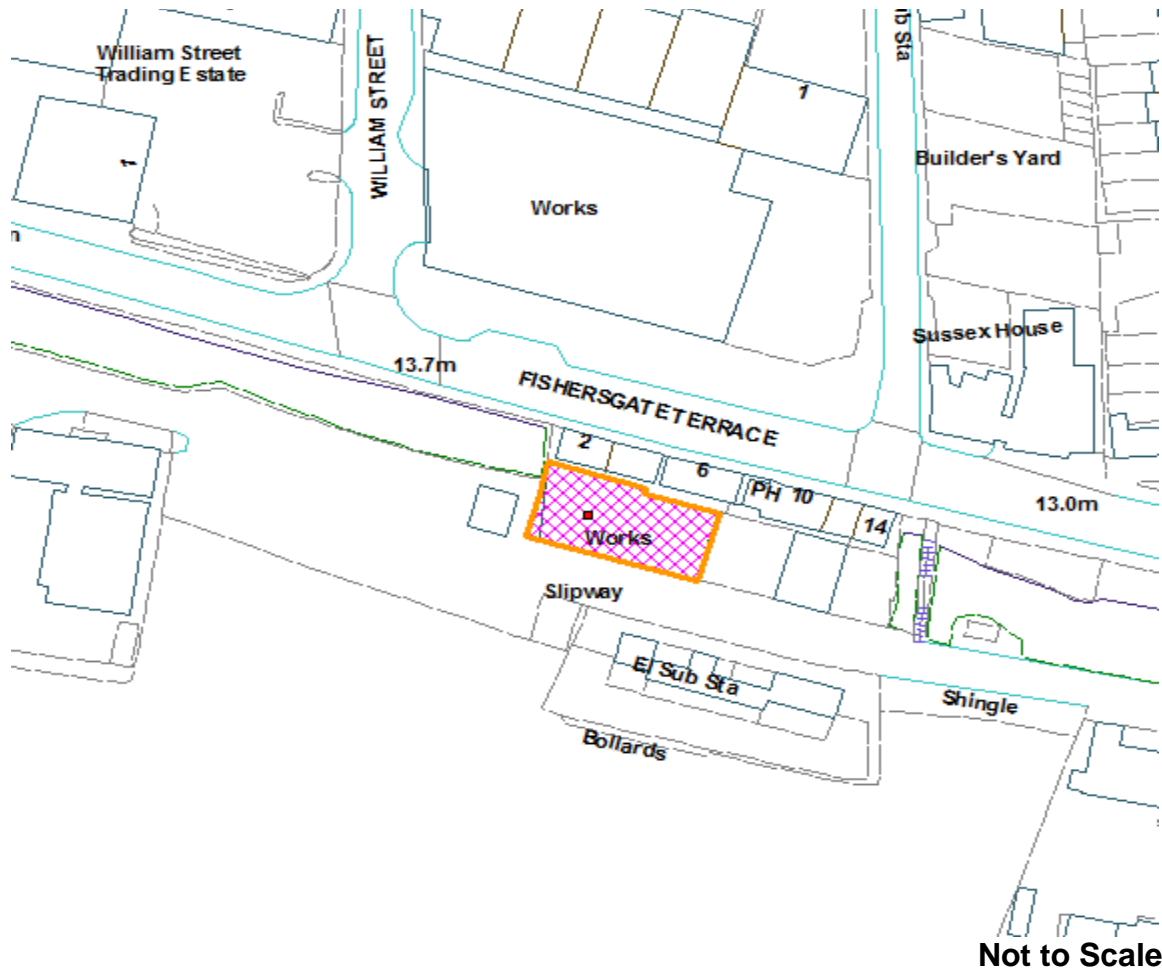 William Street
Trading Estate
WILLIAM STREET
1
1
Builder's Yard
Works
Sussex House
13.7m
FISHERSGATE TERRACE
2
6
PH 10
14
13.0m
Works
Slipway
El Sub Sta
Shingle
Bollards
Not to Scale